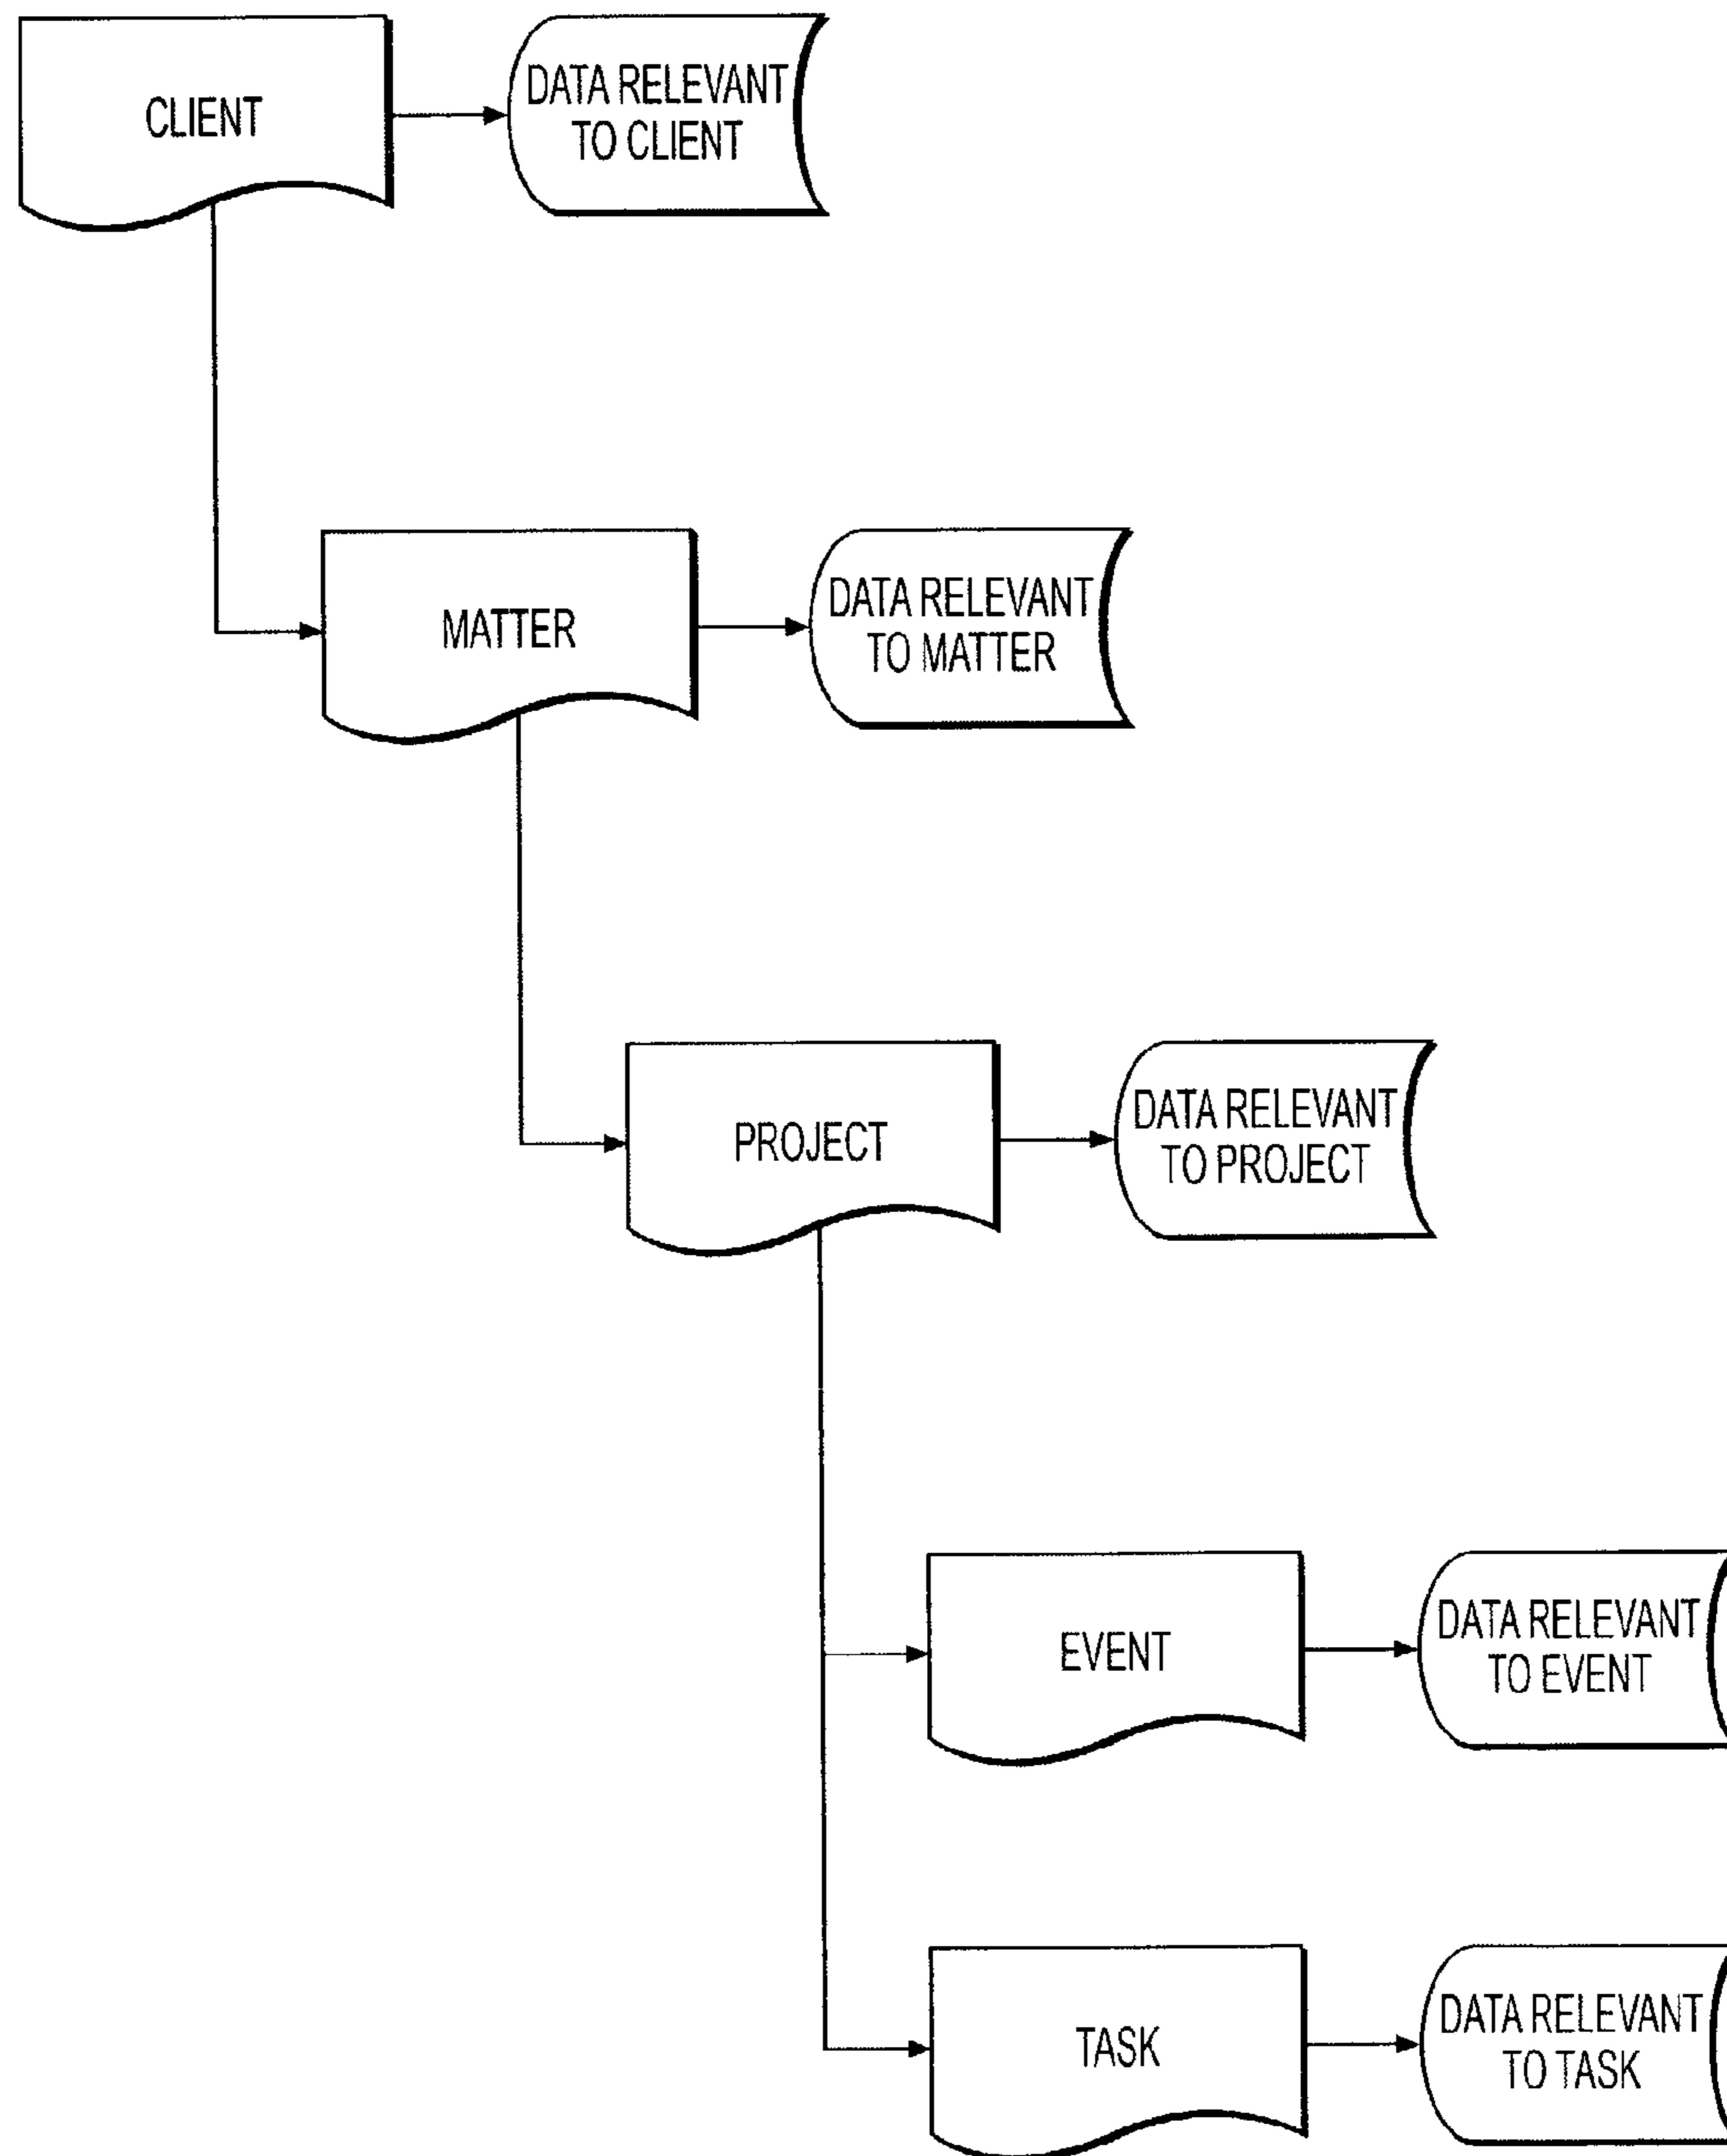 CLIENT
DATA RELEVANT
TO CLIENT
MATTER
DATA RELEVANT
TO MATTER
PROJECT
DATA RELEVANT
TO PROJECT
EVENT
DATA RELEVANT
TO EVENT
TASK
DATA RELEVANT
TO TASK